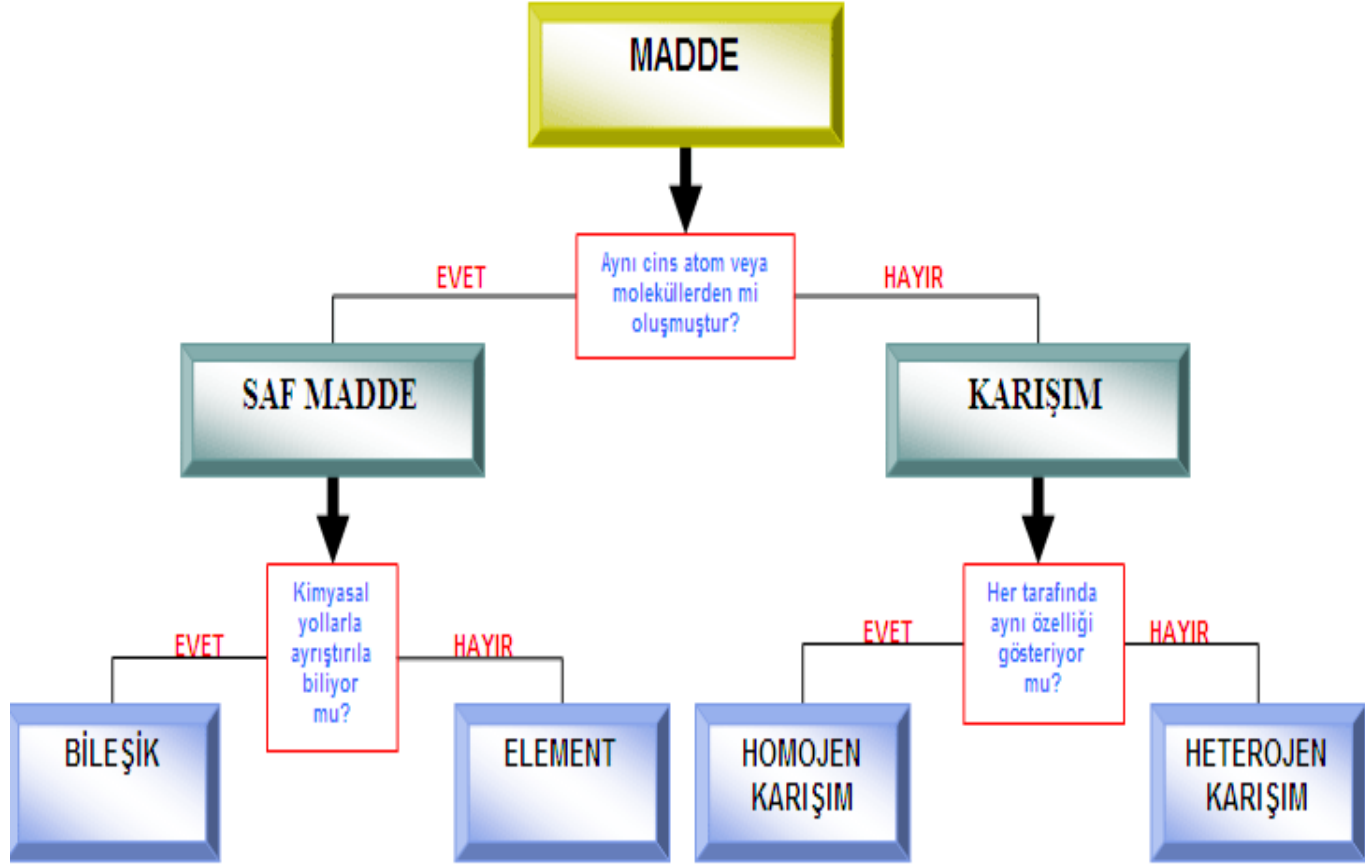 MADDE
Aynı cins atom veya
moleküllerden mi
oluşmuştur?
EVET
HAYIR
SAF MADDE
KARIŞIM
Kimyasal
yollarla
ayrıştırıla
biliyor
mu?
EVET
HAYIR
Her tarafında
aynı özelliği
gösteriyor
mu?
EVET
HAYIR
BİLEŞİK
ELEMENT
HOMOJEN
KARIŞIM
HETEROJEN
KARIŞIM